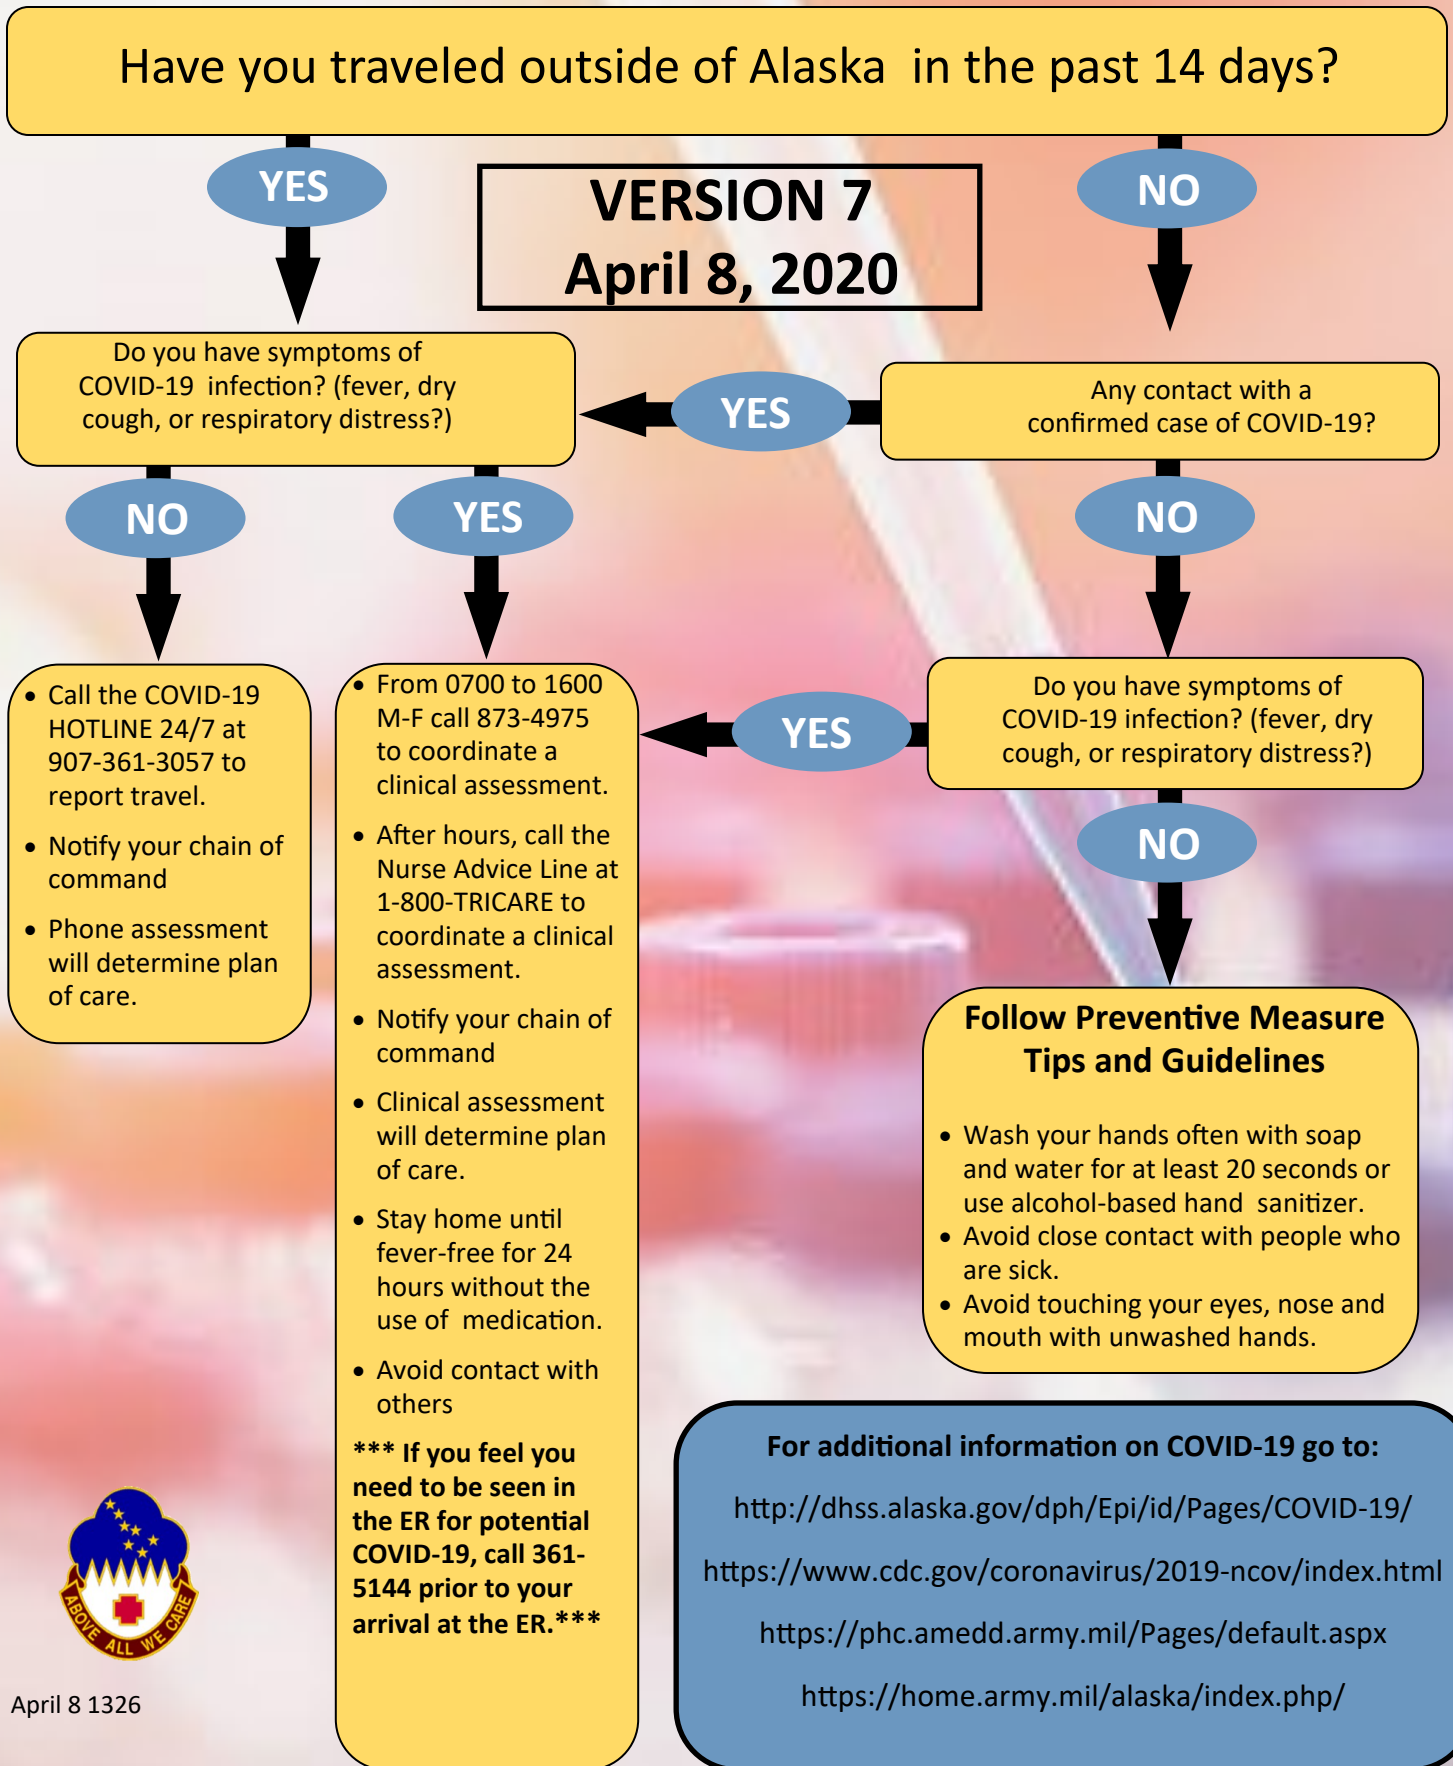 Have you traveled outside of Alaska  in the past 14 days?
YES
NO
VERSION 7
April 8, 2020
Do you have symptoms of
COVID-19  infection? (fever, dry
cough, or respiratory distress?)
YES
Any contact with a
confirmed case of COVID-19?
NO
YES
NO
• Call the COVID-19
HOTLINE 24/7 at
907-361-3057 to
report travel.
• Notify your chain of
command
• Phone assessment
will determine plan
of care.
• From 0700 to 1600
M-F call 873-4975
to coordinate a
clinical assessment.
• After hours, call the
Nurse Advice Line at
1-800-TRICARE to
coordinate a clinical
assessment.
• Notify your chain of
command
• Clinical assessment
will determine plan
of care.
• Stay home until
fever-free for 24
hours without the
use of  medication.
• Avoid contact with
others
*** If you feel you
need to be seen in
the ER for potential
COVID-19, call 361-
5144 prior to your
arrival at the ER.***
YES
Do you have symptoms of
COVID-19 infection? (fever, dry
cough, or respiratory distress?)
NO
Follow Preventive Measure
Tips and Guidelines
• Wash your hands often with soap
and water for at least 20 seconds or
use alcohol-based hand  sanitizer.
• Avoid close contact with people who
are sick.
• Avoid touching your eyes, nose and
mouth with unwashed hands.
For additional information on COVID-19 go to:
http://dhss.alaska.gov/dph/Epi/id/Pages/COVID-19/
https://www.cdc.gov/coronavirus/2019-ncov/index.html
https://phc.amedd.army.mil/Pages/default.aspx
https://home.army.mil/alaska/index.php/
ABOVE ALL WE CARE
April 8 1326